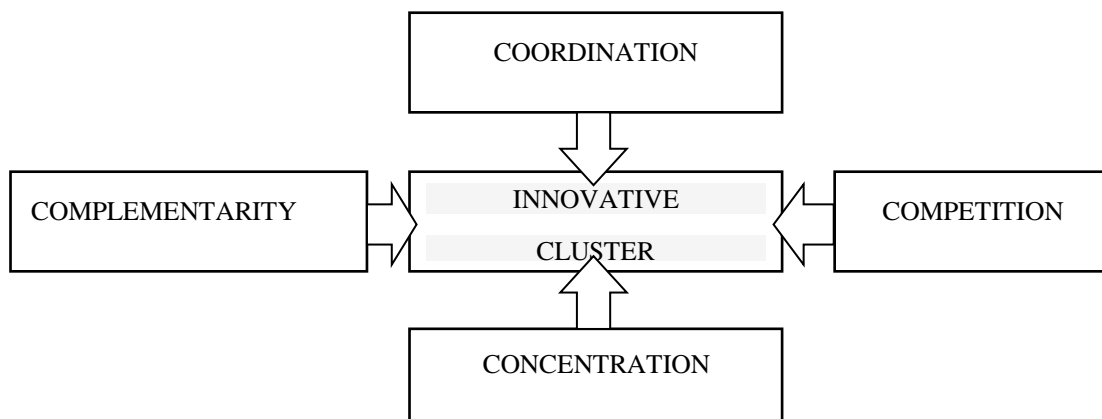 COORDINATION
COMPLEMENTARITY
INNOVATIVE
CLUSTER
COMPETITION
CONCENTRATION